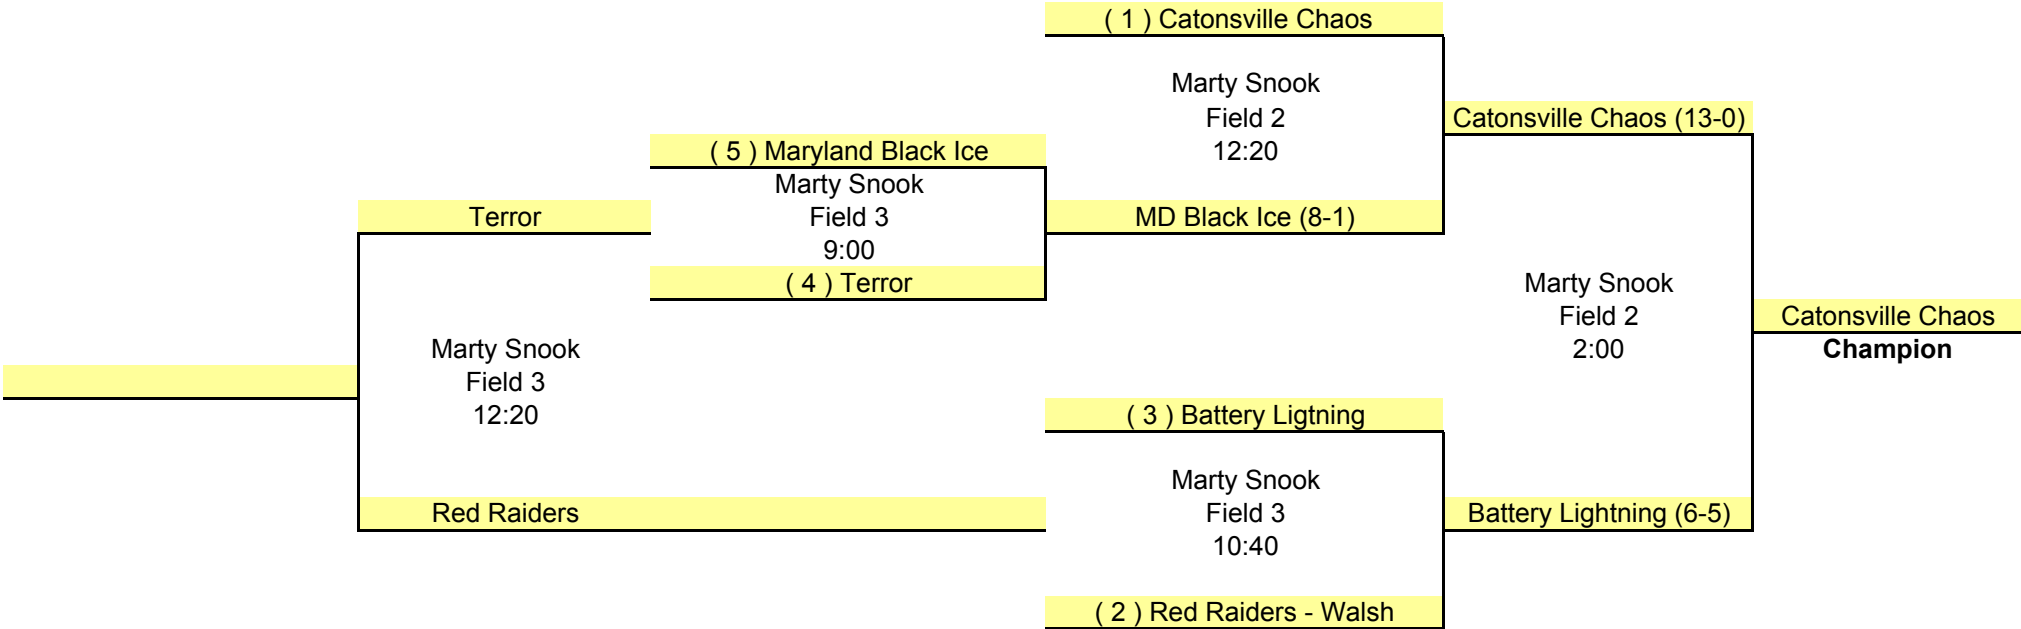 ( 1 ) Catonsville Chaos
Marty Snook
Field 2
12:20
Catonsville Chaos (13-0)
( 5 ) Maryland Black Ice
Marty Snook
Field 3
9:00
Terror
MD Black Ice (8-1)
( 4 ) Terror
Marty Snook
Field 2
2:00
Catonsville Chaos
Champion
Marty Snook
Field 3
12:20
( 3 ) Battery Ligtning
Marty Snook
Field 3
10:40
Red Raiders
Battery Lightning (6-5)
( 2 ) Red Raiders - Walsh